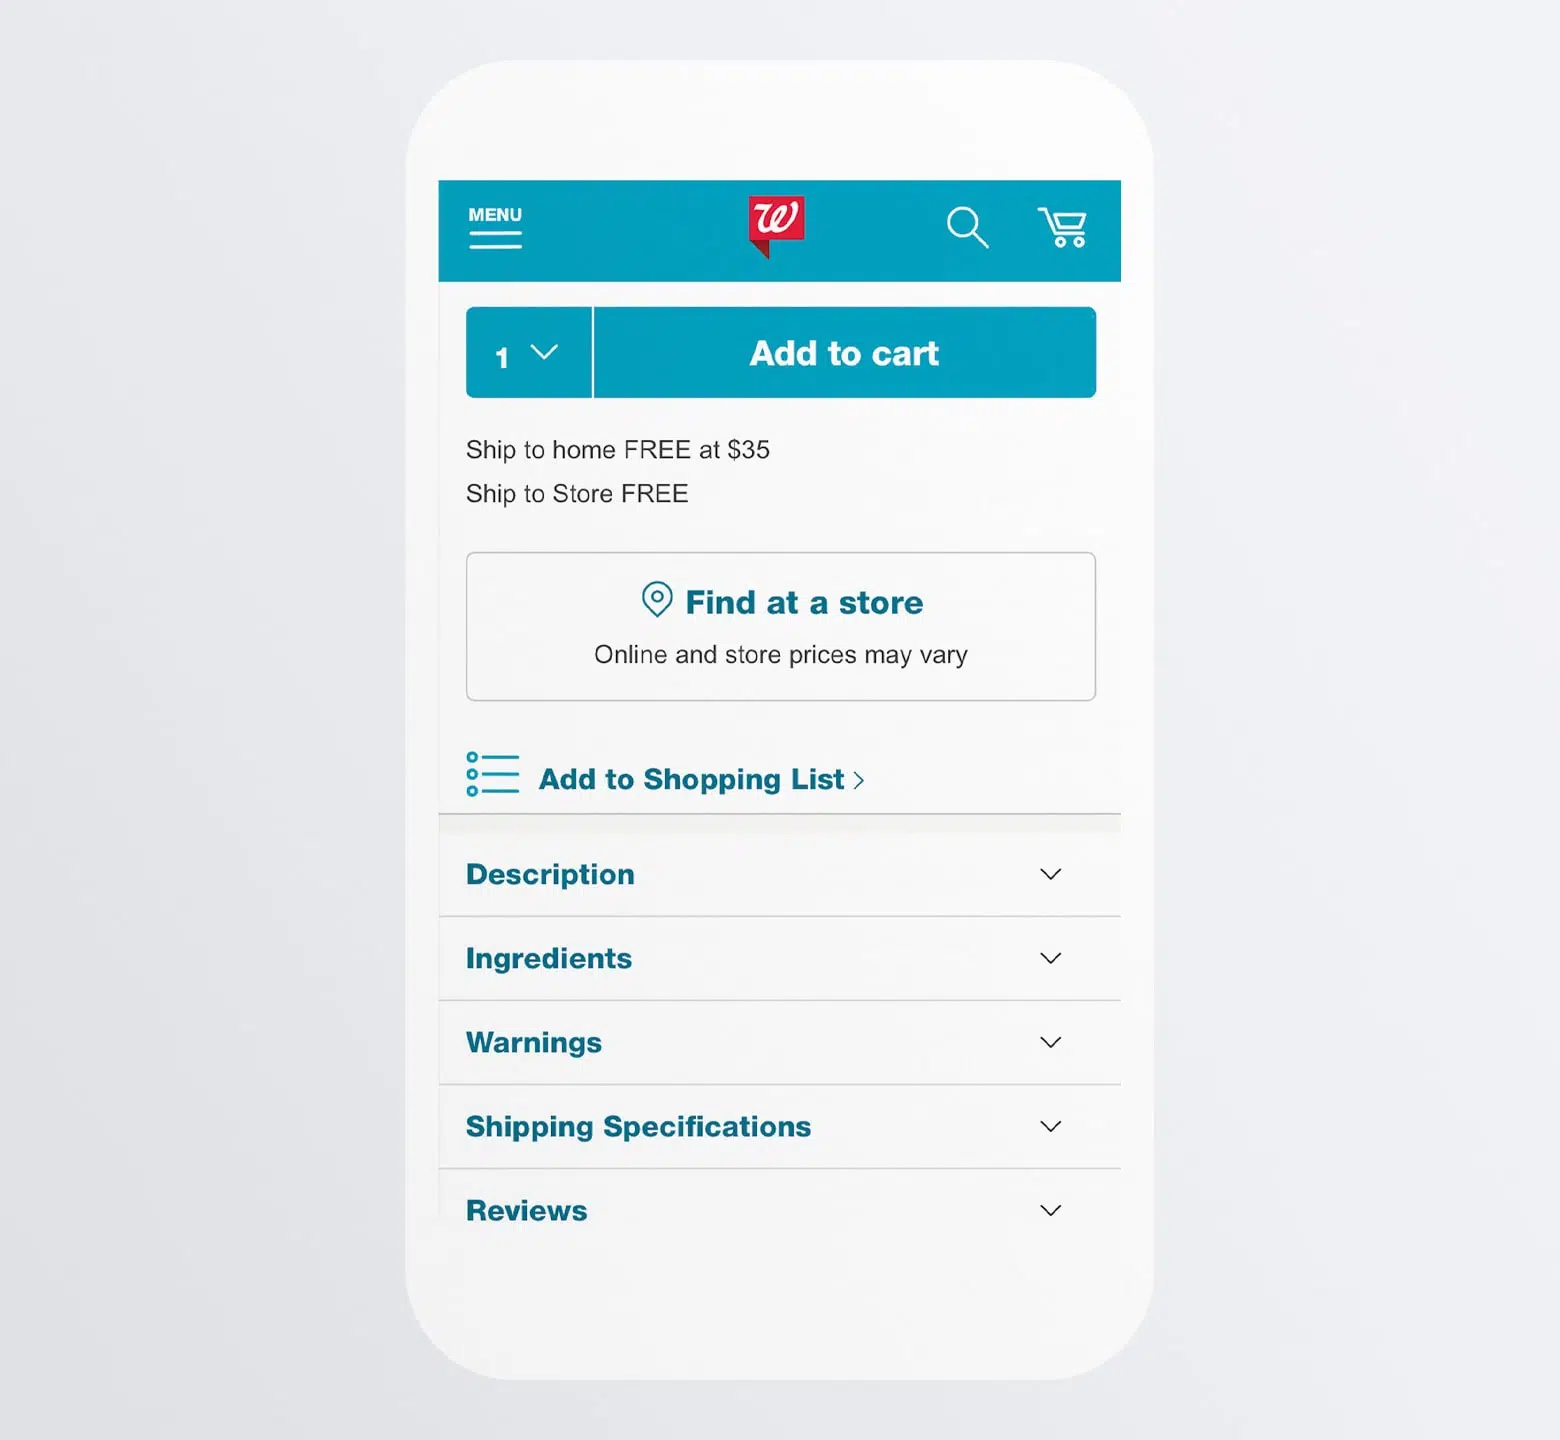 MENU
W
1 Add to cart
Ship to home FREE at $35
Ship to Store FREE
Find at a store
Online and store prices may vary
Add to Shopping List
Description
Ingredients
Warnings
Shipping Specifications
Reviews